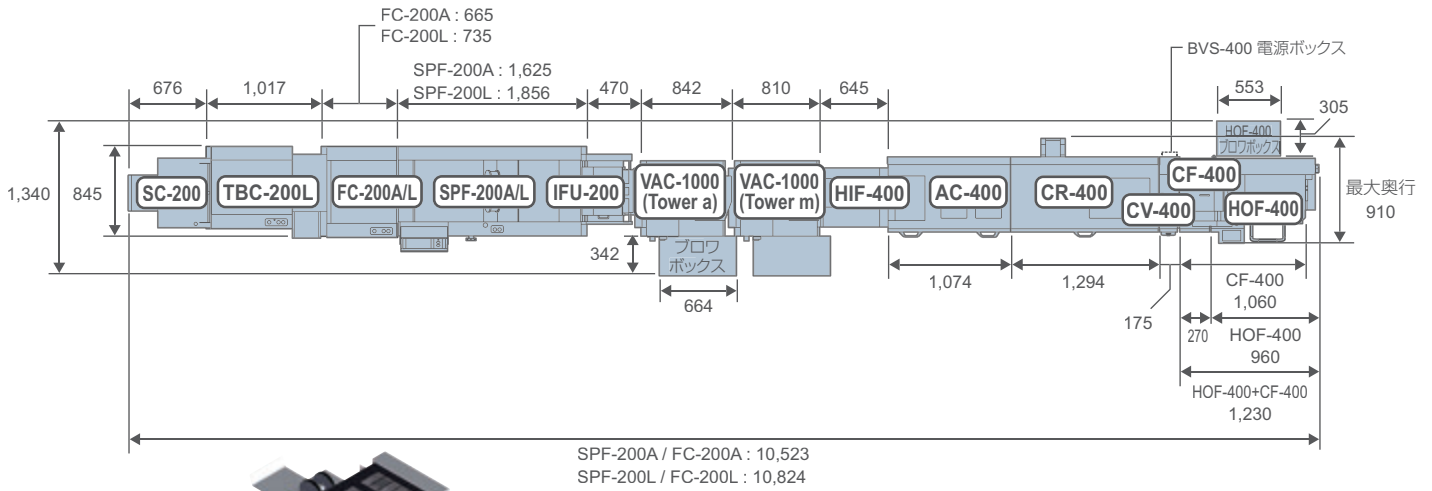 FC-200A : 665
FC-200L : 735
BVS-400 電源ボックス
SPF-200A : 1,625
SPF-200L : 1,856
676
1,017
470
842
810
645
553
305
HOF-400
ブロワボックス
1,340
845
SC-200
TBC-200L
FC-200A/L
SPF-200A/L
IFU-200
VAC-1000
(Tower a)
VAC-1000
(Tower m)
HIF-400
AC-400
CR-400
CV-400
CF-400
HOF-400
最大奥行
910
342
ブロワ
ボックス
664
1,074
1,294
175
CF-400
1,060
270
HOF-400
960
HOF-400+CF-400
1,230
SPF-200A / FC-200A : 10,523
SPF-200L / FC-200L : 10,824